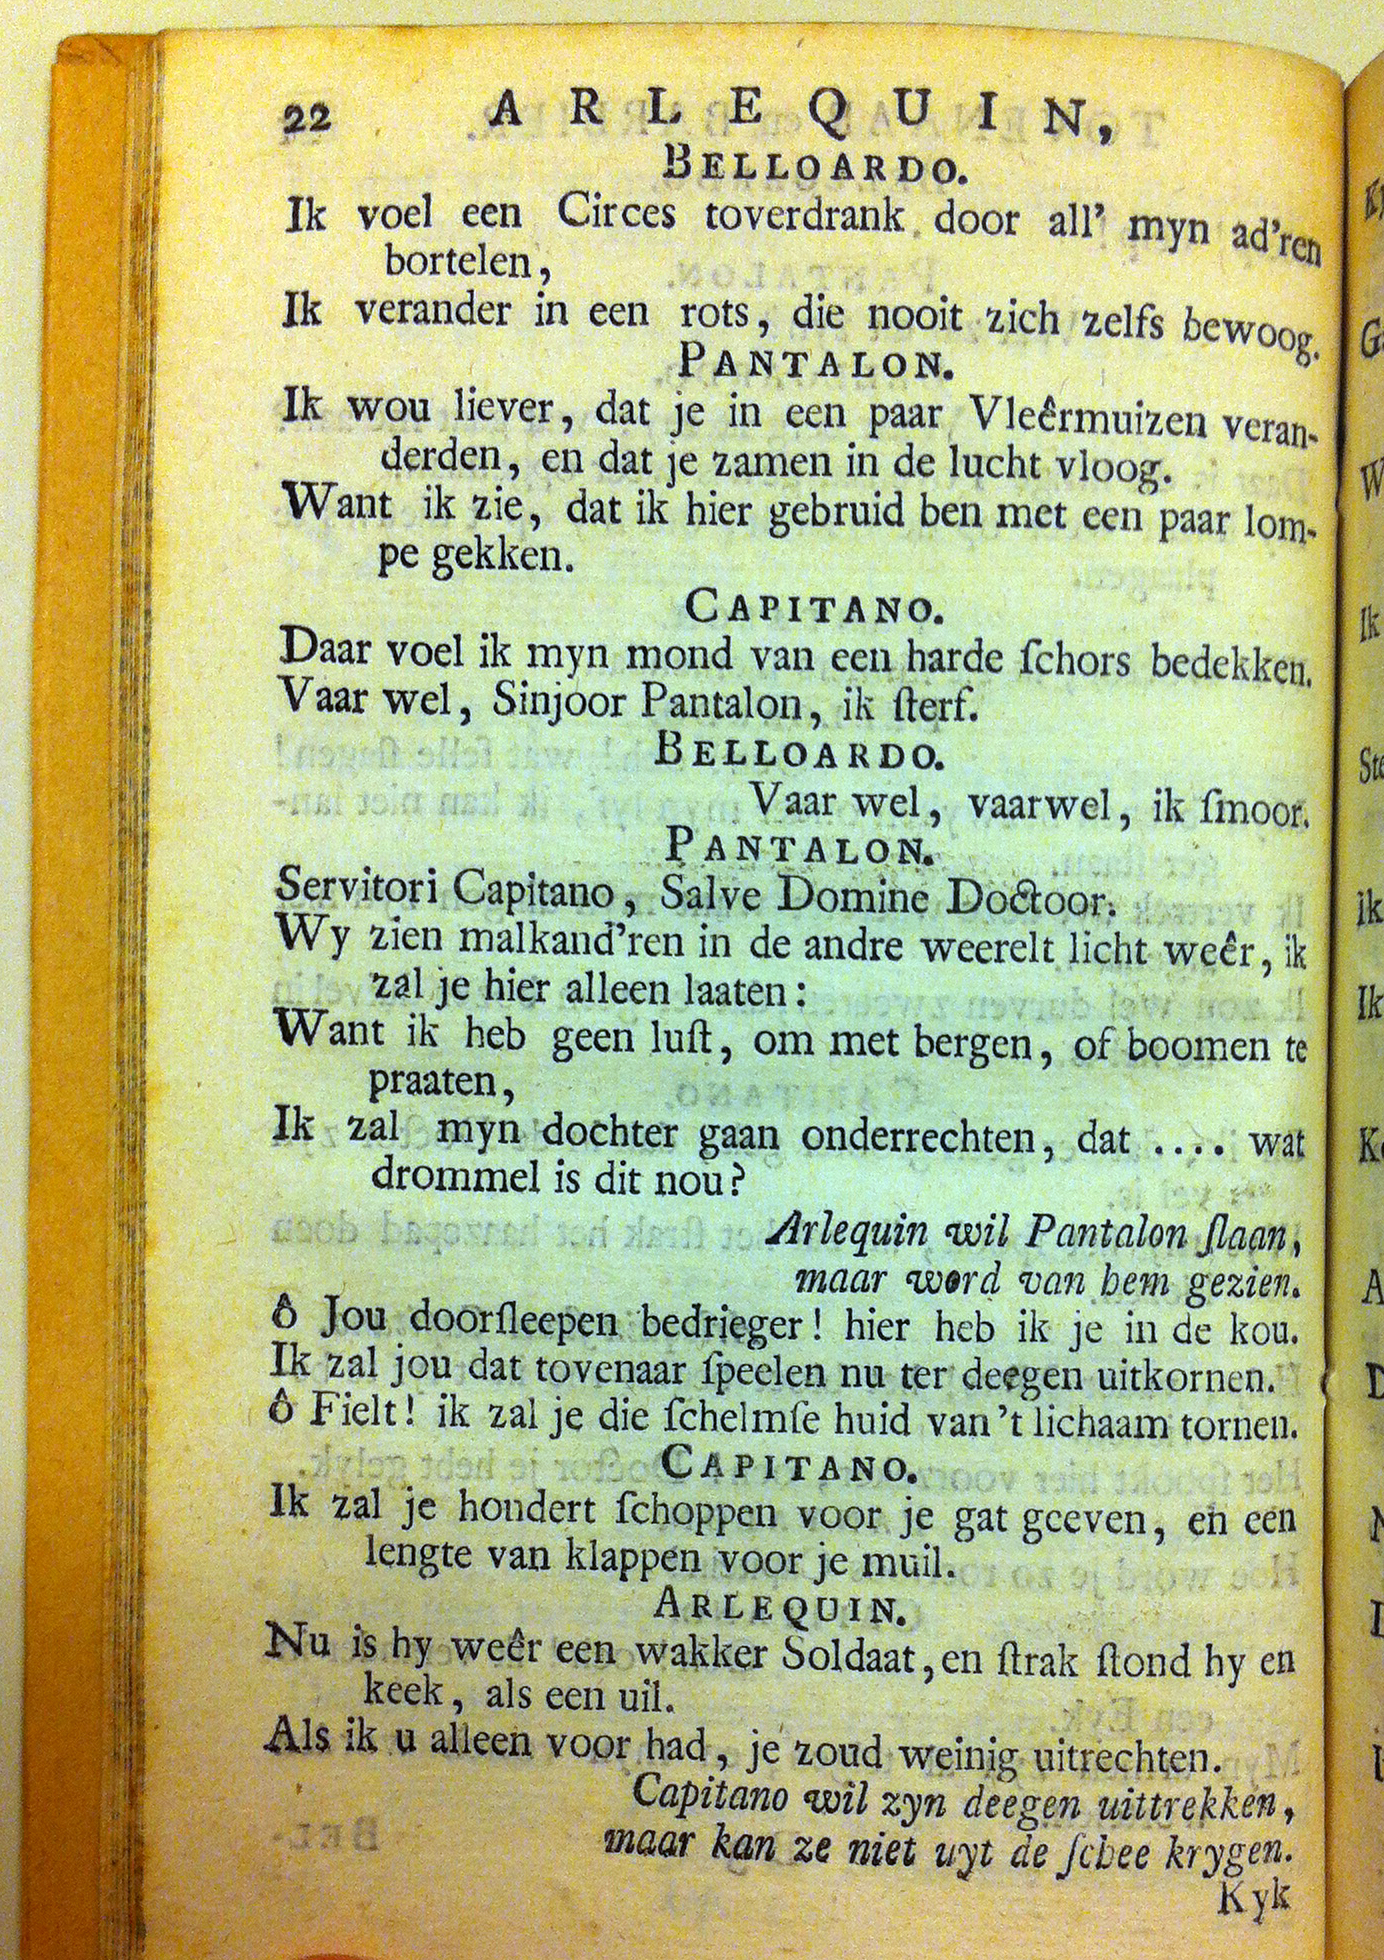 22 ARLEQUIN,
BELLOARDO.
Ik voel een Circes toverdrank door all' myn ad'ren
bortelen,
Ik verander in een rots, die nooit zich zelfs bewoog.
PANTALON.
Ik wou liever, dat je in een paar Vleêrmuizen veran-
derden, en dat je zamen in de lucht vloog.
Want ik zie, dat ik hier gebruid ben met een paar lom-
pe gekken.
CAPITANO.
Daar voel ik myn mond van een harde ſchors bedekken.
Vaar wel, Sinjoor Pantalon, ik ſterf.
BELLOARDO.
Vaar wel, vaarwel, ik ſmoor.
PANTALON.
Servitori Capitano, Salve Domine Doctoor.
Wy zien malkand'ren in de andre weerelt licht weêr, ik
zal je hier alleen laaten:
Want ik heb geen luſt, om met bergen, of boomen te
praaten,
Ik zal myn dochter gaan onderrechten, dat .... wat
drommel is dit nou?
Arlequin wil Pantalon ſlaan,
maar word van hem gezien.
ô Jou doorſleepen bedrieger! hier heb ik je in de kou.
Ik zal jou dat tovenaar ſpeelen nu ter deegen uitkornen.
ô Fielt! ik zal je die ſchelmſe huid van 't lichaam tornen.
CAPITANO.
Ik zal je hondert ſchoppen voor je gat geeven, en een
lengte van klappen voor je muil.
ARLEQUIN.
Nu is hy weêr een wakker Soldaat, en ſtrak ſtond hy en
keek, als een uil.
Als ik u alleen voor had, je zoud weinig uitrechten.
Capitano wil zyn deegen uittrekken,
maar kan ze niet uyt de ſchee krygen.
Kyk